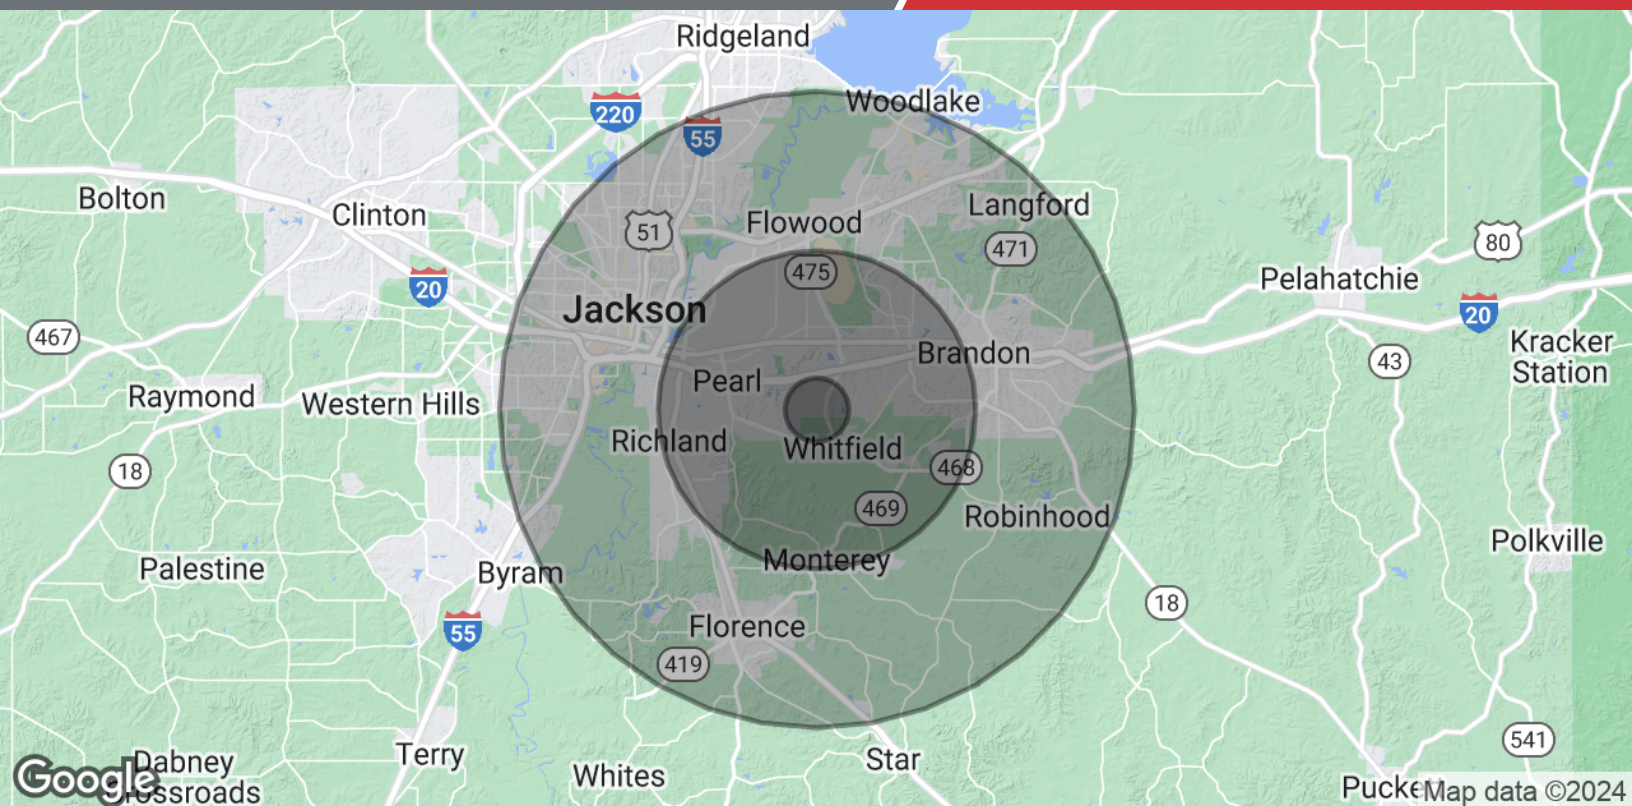 Ridgeland
Woodlake
220
55
Bolton
Clinton
Langford
Flowood
51
471
80
475
Pelahatchie
20
Jackson
20
467
Kracker
Station
Brandon
43
Pearl
Raymond
Western Hills
Richland
Whitfield
18
468
469
Robinhood
Polkville
Monterey
Palestine
Byram
18
Florence
55
419
541
Terry
Star
Dabney
Crossroads
Whites
Google
Map data ©2024